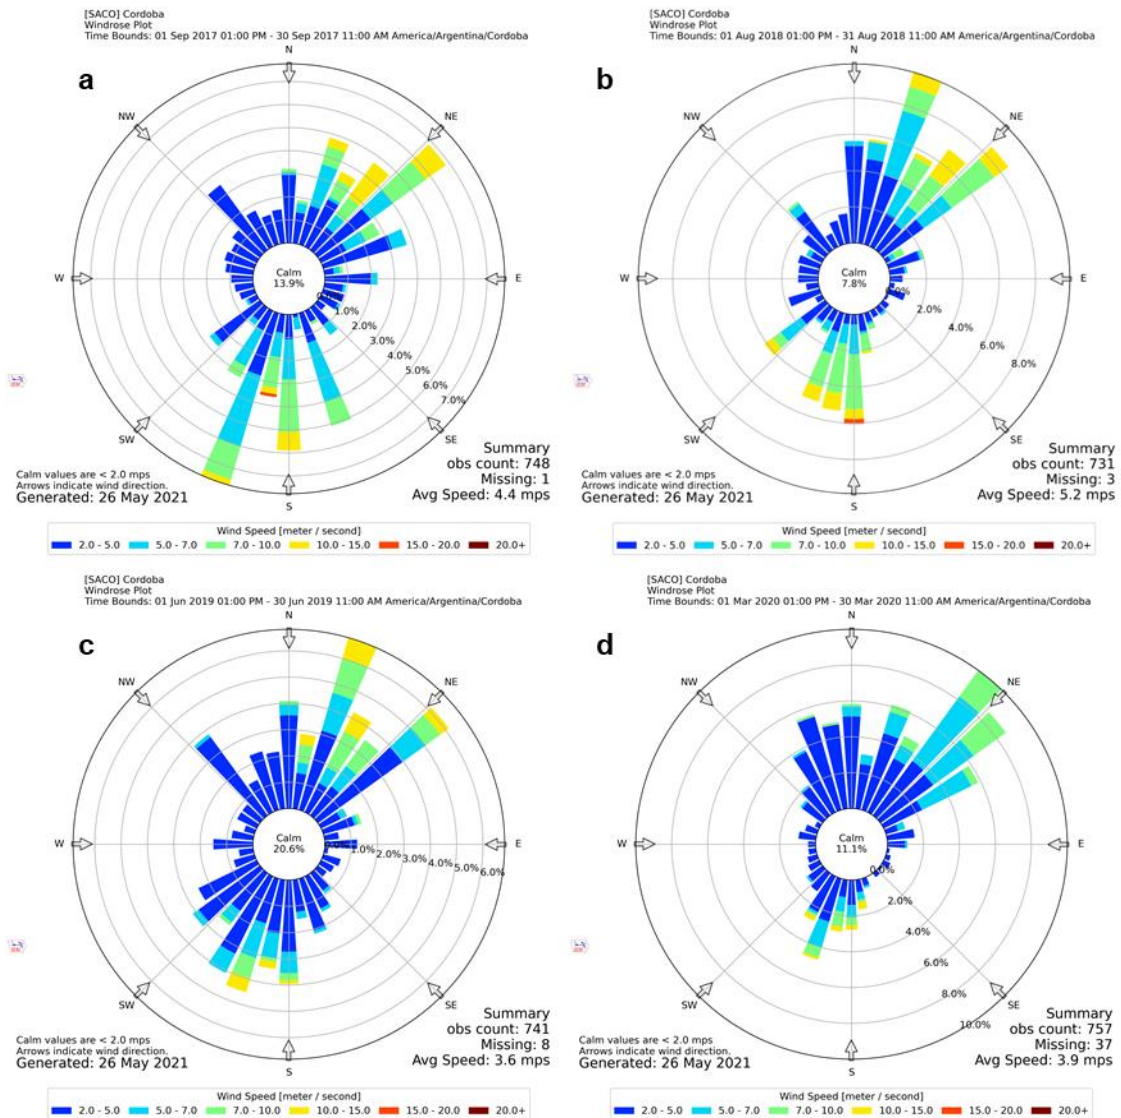 [SACO] Cordoba
Windrose Plot
Time Bounds: 01 Sep 2017 01:00 PM - 30 Sep 2017 11:00 AM America/Argentina/Cordoba
a
N
NW
NE
W
E
Calm
13.9%
1.0%
2.0%
3.0%
4.0%
5.0%
6.0%
7.0%
SW
SE
S
Calm values are < 2.0 mps
Arrows indicate wind direction.
Generated: 26 May 2021
Summary
obs count: 748
Missing: 1
Avg Speed: 4.4 mps
Wind Speed [meter / second]
2.0 - 5.0 5.0 - 7.0 7.0 - 10.0 10.0 - 15.0 15.0 - 20.0 20.0+
[SACO] Cordoba
Windrose Plot
Time Bounds: 01 Aug 2018 01:00 PM - 31 Aug 2018 11:00 AM America/Argentina/Cordoba
b
N
NW
NE
W
E
Calm
7.8%
0.0%
2.0%
4.0%
6.0%
8.0%
SW
SE
S
Calm values are < 2.0 mps
Arrows indicate wind direction.
Generated: 26 May 2021
Summary
obs count: 731
Missing: 3
Avg Speed: 5.2 mps
Wind Speed [meter / second]
2.0 - 5.0 5.0 - 7.0 7.0 - 10.0 10.0 - 15.0 15.0 - 20.0 20.0+
[SACO] Cordoba
Windrose Plot
Time Bounds: 01 Jun 2019 01:00 PM - 30 Jun 2019 11:00 AM America/Argentina/Cordoba
c
N
NW
NE
W
E
Calm
20.6%
0.0% 1.0% 2.0% 3.0% 4.0% 5.0% 6.0%
SW
SE
S
Calm values are < 2.0 mps
Arrows indicate wind direction.
Generated: 26 May 2021
Summary
obs count: 741
Missing: 8
Avg Speed: 3.6 mps
Wind Speed [meter / second]
2.0 - 5.0 5.0 - 7.0 7.0 - 10.0 10.0 - 15.0 15.0 - 20.0 20.0+
[SACO] Cordoba
Windrose Plot
Time Bounds: 01 Mar 2020 01:00 PM - 30 Mar 2020 11:00 AM America/Argentina/Cordoba
d
N
NW
NE
W
E
Calm
11.1%
0.0%
2.0%
4.0%
6.0%
8.0%
10.0%
SW
SE
S
Calm values are < 2.0 mps
Arrows indicate wind direction.
Generated: 26 May 2021
Summary
obs count: 757
Missing: 37
Avg Speed: 3.9 mps
Wind Speed [meter / second]
2.0 - 5.0 5.0 - 7.0 7.0 - 10.0 10.0 - 15.0 15.0 - 20.0 20.0+